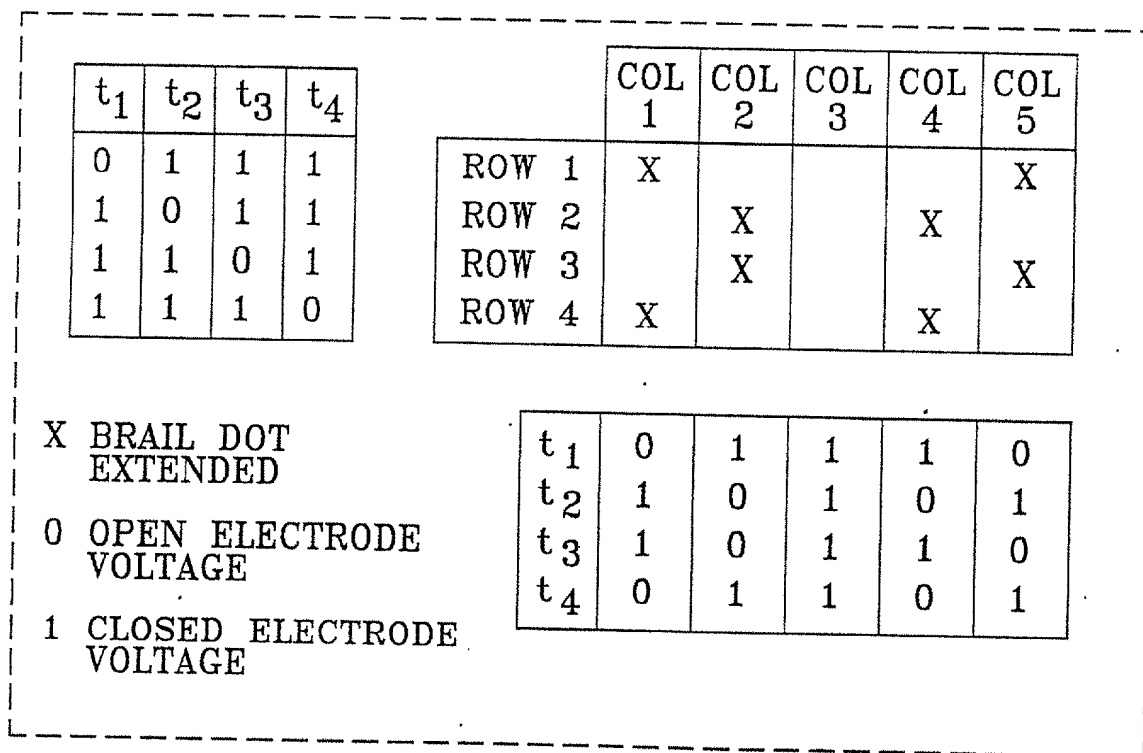 t1 t2 t3 t4
0 1 1 1
1 0 1 1
1 1 0 1
1 1 1 0
COL 1 COL 2 COL 3 COL 4 COL 5
ROW 1 X X
ROW 2 X X
ROW 3 X X
ROW 4 X X
X BRAIL DOT
EXTENDED
0 OPEN ELECTRODE
VOLTAGE
1 CLOSED ELECTRODE
VOLTAGE
t1 0 1 1 1 0
t2 1 0 1 0 1
t3 1 0 1 1 0
t4 0 1 1 0 1